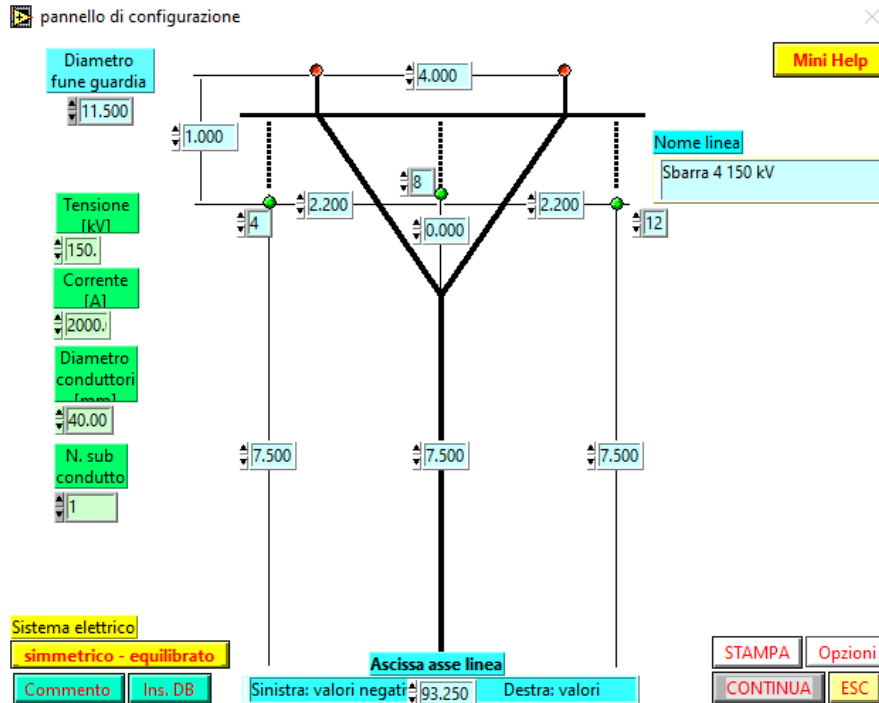 pannello di configurazione
Diametro
fune guardia
11.500
4.000
Mini Help
1.000
Nome linea
Sbarra 4 150 kV
8
Tensione
[kV]
150.
4
2.200
0.000
2.200
12
Corrente
[A]
2000.
Diametro
conduttori
[mm]
40.00
N. sub
condutto
1
7.500
7.500
7.500
Sistema elettrico
simmetrico - equilibrato
Commento
Ins. DB
Ascissa asse linea
Sinistra: valori negati
93.250
Destra: valori
STAMPA
Opzioni
CONTINUA
ESC